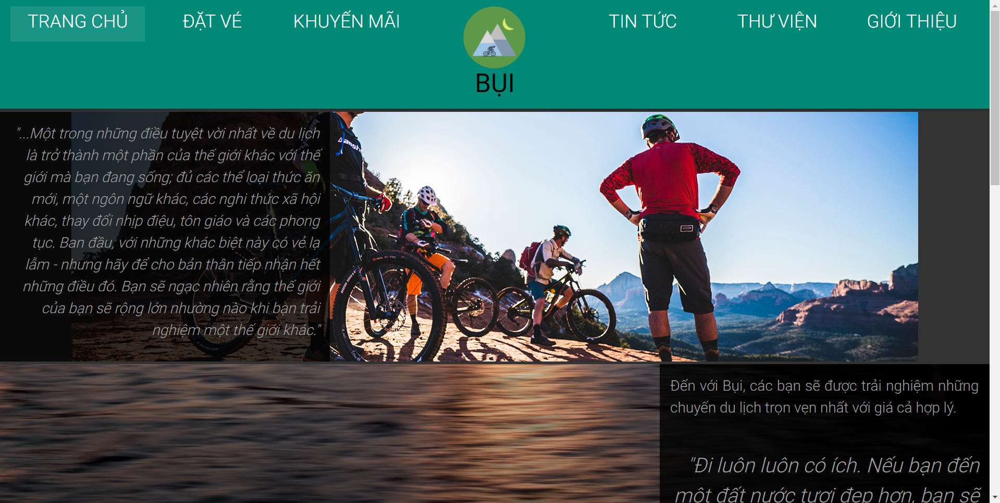 TRANG CHỦ
ĐẶT VÉ
KHUYẾN MÃI
BỤI
TIN TỨC
THƯ VIỆN
GIỚI THIỆU
"...Một trong những điều tuyệt vời nhất về du lịch
là trở thành một phần của thế giới khác với thế
giới mà bạn đang sống; đủ các thể loại thức ăn
mới, một ngôn ngữ khác, các nghi thức xã hội
khác, thay đổi nhịp điệu, tôn giáo và các phong
tục. Ban đầu, với những khác biệt này có vẻ lạ
lẫm - nhưng hãy để cho bản thân tiếp nhận hết
những điều đó. Bạn sẽ ngạc nhiên rằng thế giới
của bạn sẽ rộng lớn nhường nào khi bạn trải
nghiệm một thế giới khác."
Đến với Bụi, các bạn sẽ được trải nghiệm những
chuyến du lịch trọn vẹn nhất với giá cả hợp lý.
"Đi luôn luôn có ích. Nếu bạn đến
một đất nước tươi đẹp hơn, bạn sẽ